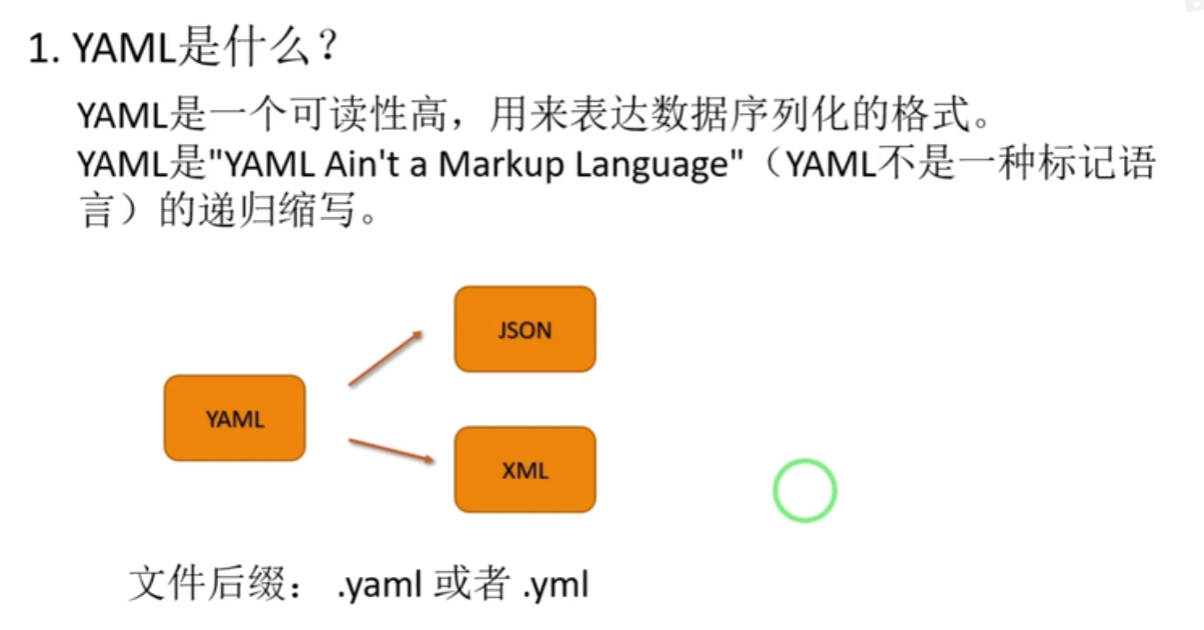 1. YAML是什么？
YAML是一个可读性高，用来表达数据序列化的格式。
YAML是"YAML Ain't a Markup Language"（YAML不是一种标记语
言）的递归缩写。
JSON
YAML
XML
文件后缀： .yaml 或者 .yml